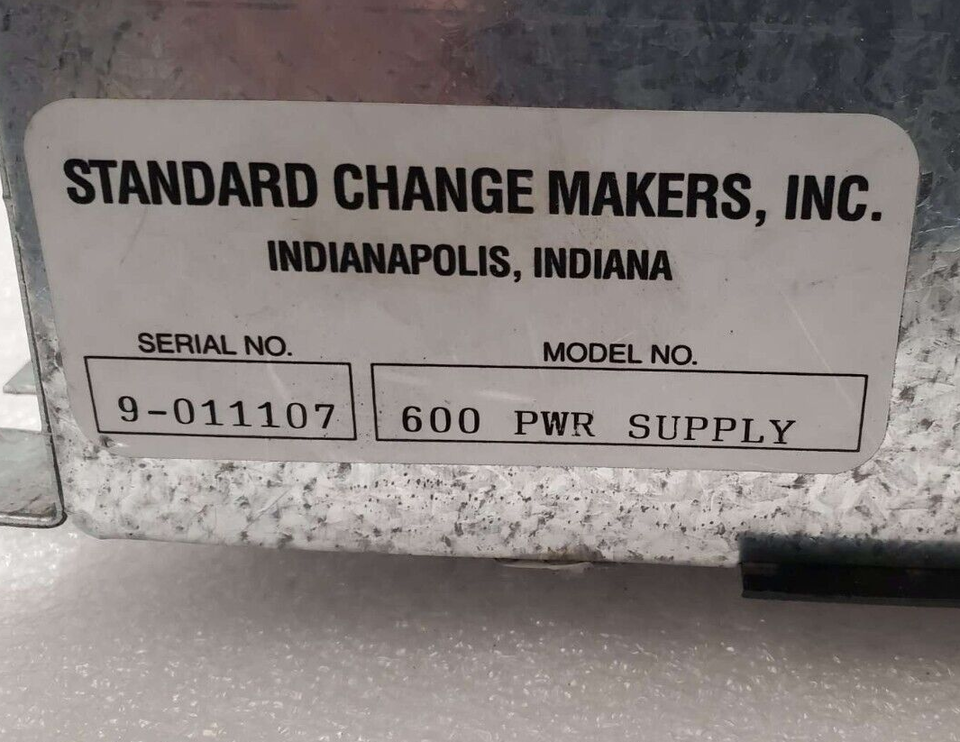 STANDARD CHANGE MAKERS, INC.
INDIANAPOLIS, INDIANA
SERIAL NO. MODEL NO.
9-011107 600 PWR SUPPLY